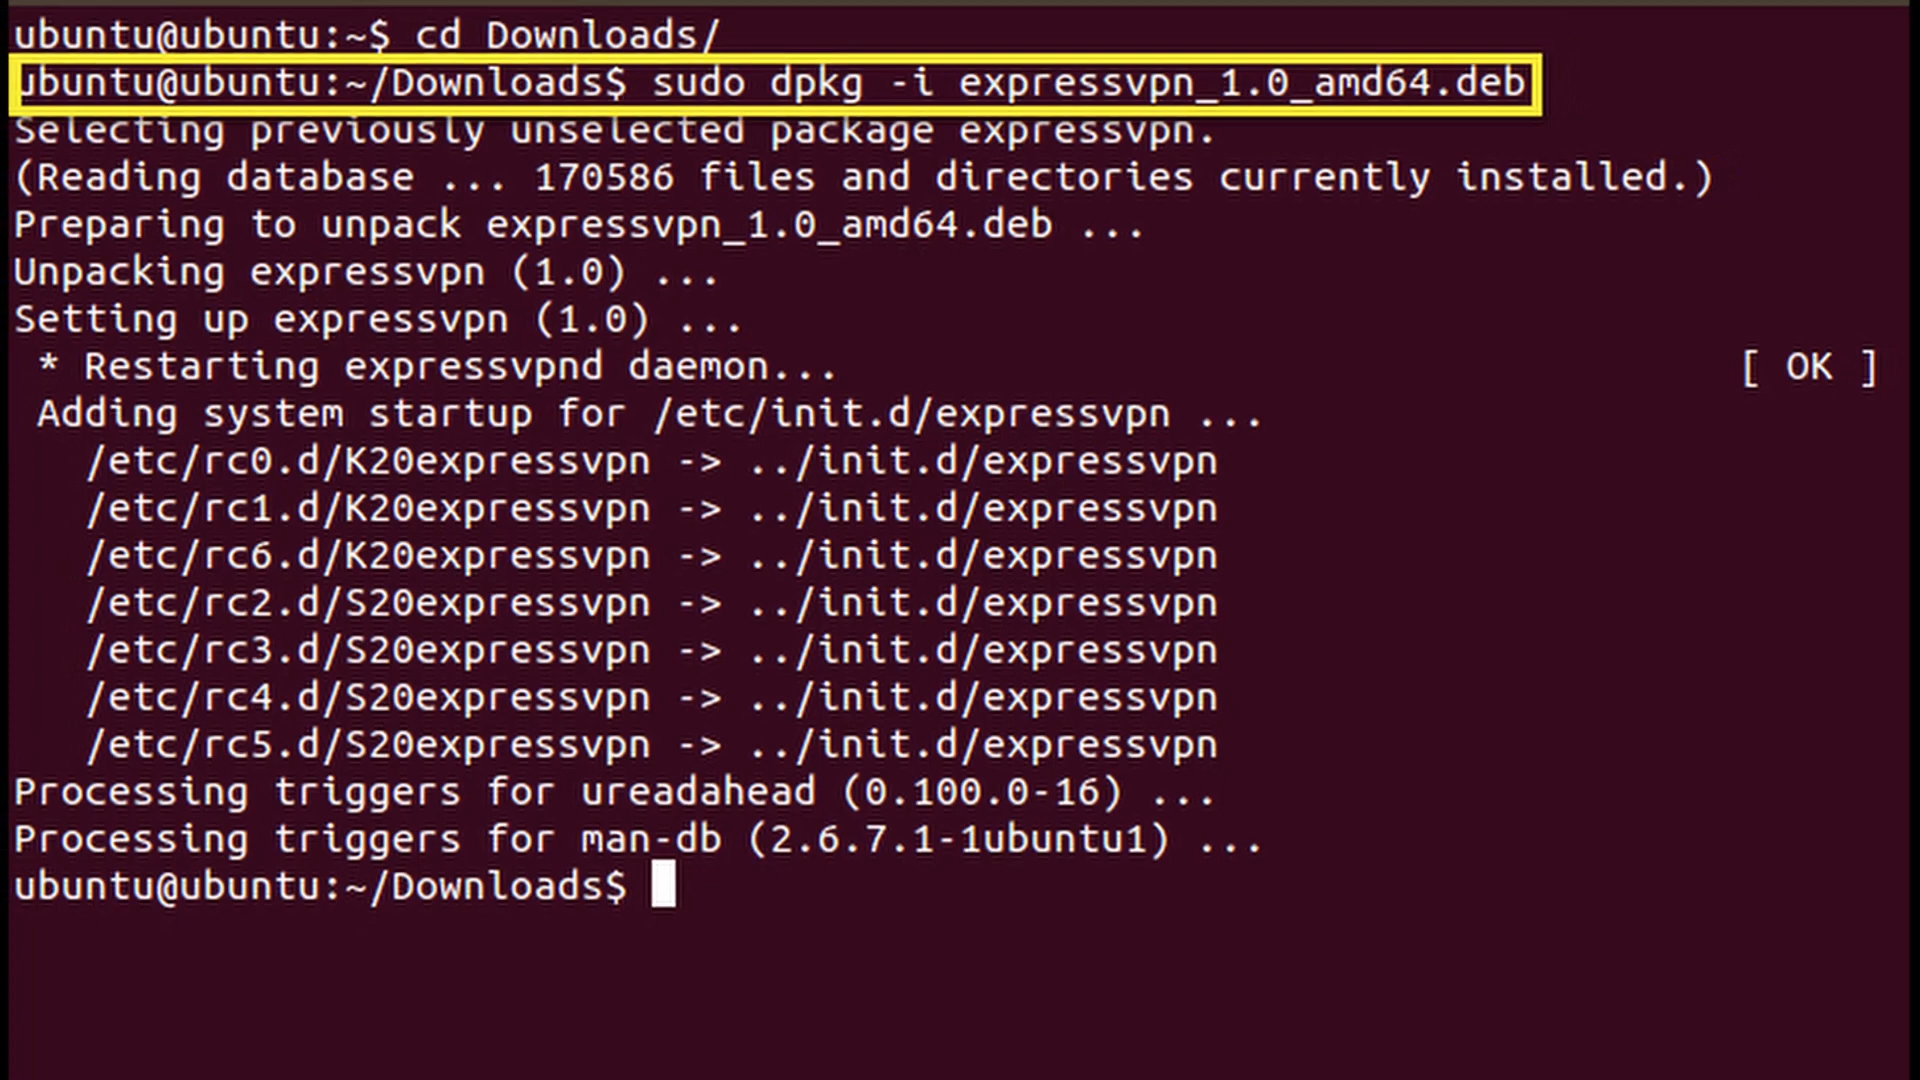 ubuntu@ubuntu:~$ cd Downloads/
ubuntu@ubuntu:~/Downloads$ sudo dpkg -i expressvpn_1.0_amd64.deb
Selecting previously unselected package expressvpn.
(Reading database ... 170586 files and directories currently installed.)
Preparing to unpack expressvpn_1.0_amd64.deb ...
Unpacking expressvpn (1.0) ...
Setting up expressvpn (1.0) ...
 * Restarting expressvpnd daemon... [ OK ]
 Adding system startup for /etc/init.d/expressvpn ...
   /etc/rc0.d/K20expressvpn -> ../init.d/expressvpn
   /etc/rc1.d/K20expressvpn -> ../init.d/expressvpn
   /etc/rc6.d/K20expressvpn -> ../init.d/expressvpn
   /etc/rc2.d/S20expressvpn -> ../init.d/expressvpn
   /etc/rc3.d/S20expressvpn -> ../init.d/expressvpn
   /etc/rc4.d/S20expressvpn -> ../init.d/expressvpn
   /etc/rc5.d/S20expressvpn -> ../init.d/expressvpn
Processing triggers for ureadahead (0.100.0-16) ...
Processing triggers for man-db (2.6.7.1-1ubuntu1) ...
ubuntu@ubuntu:~/Downloads$